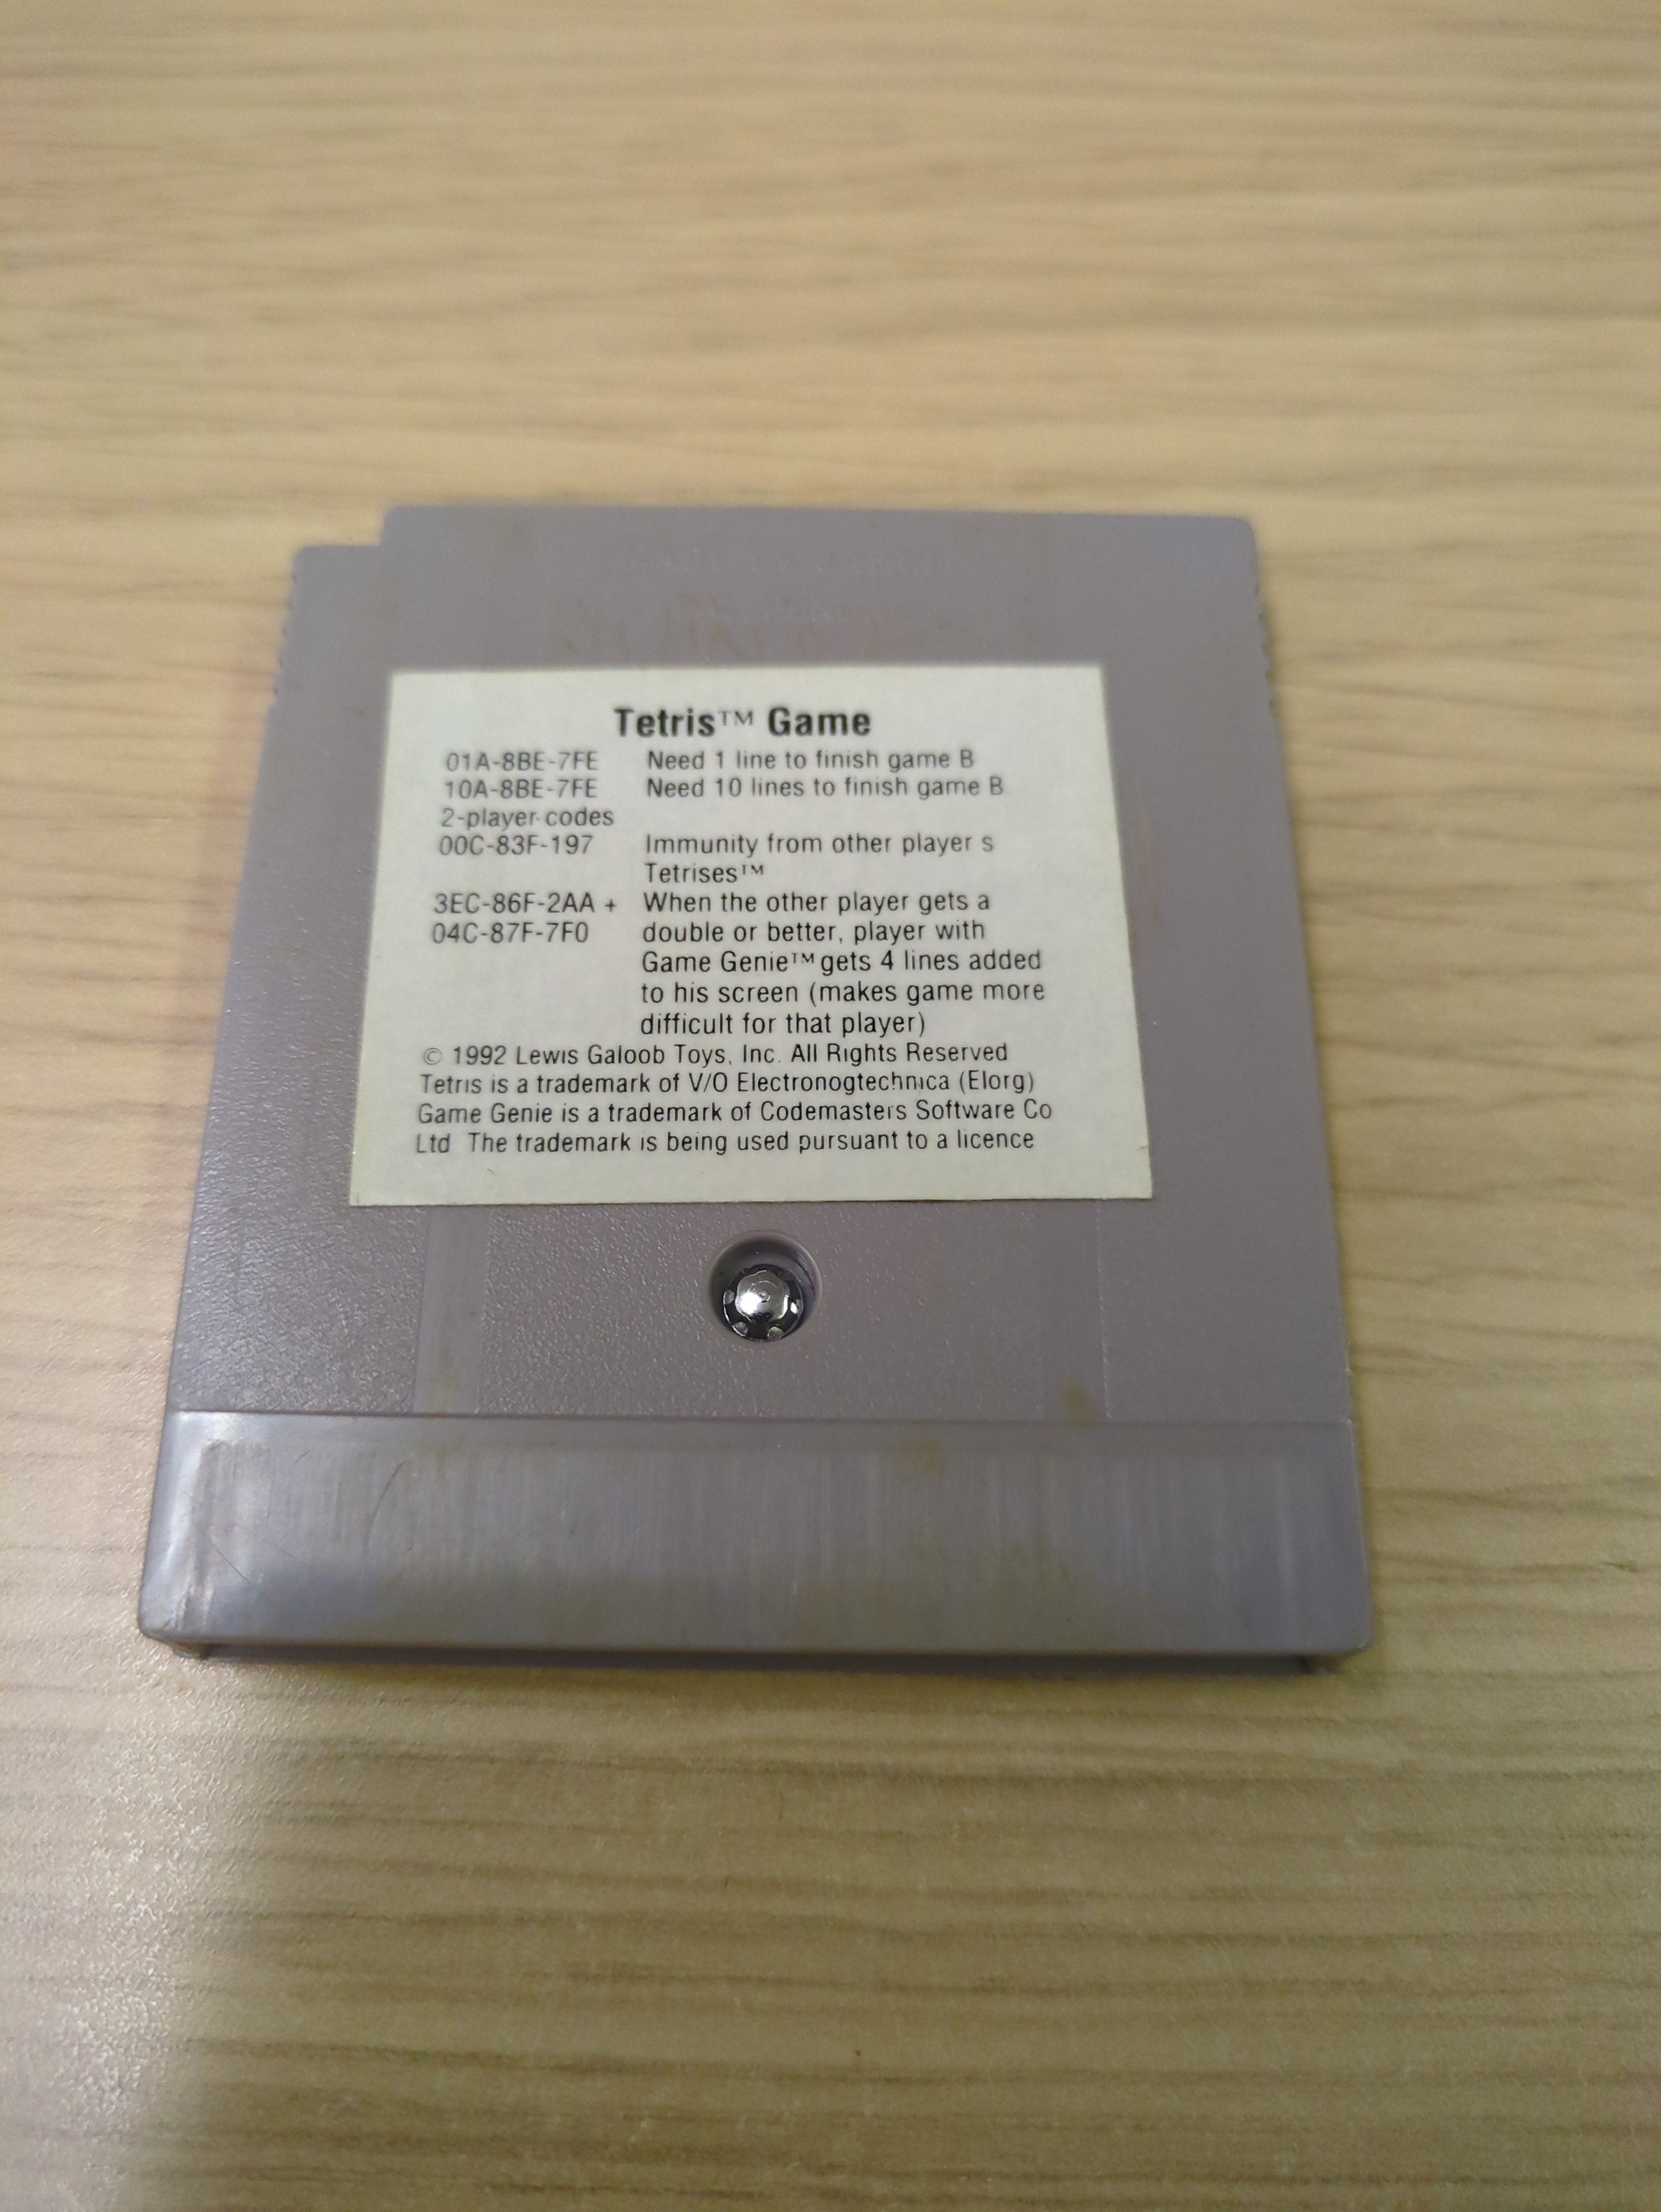 Tetris™ Game
01A-8BE-7FE Need 1 line to finish game B
10A-8BE-7FE Need 10 lines to finish game B
2-player codes
00C-83F-197 Immunity from other player s
Tetrises™
3EC-86F-2AA + When the other player gets a
04C-87F-7F0 double or better, player with
Game Genie™ gets 4 lines added
to his screen (makes game more
difficult for that player)
© 1992 Lewis Galoob Toys, Inc. All Rights Reserved
Tetris is a trademark of V/O Electronogtechnica (Elorg)
Game Genie is a trademark of Codemasters Software Co
Ltd The trademark is being used pursuant to a licence